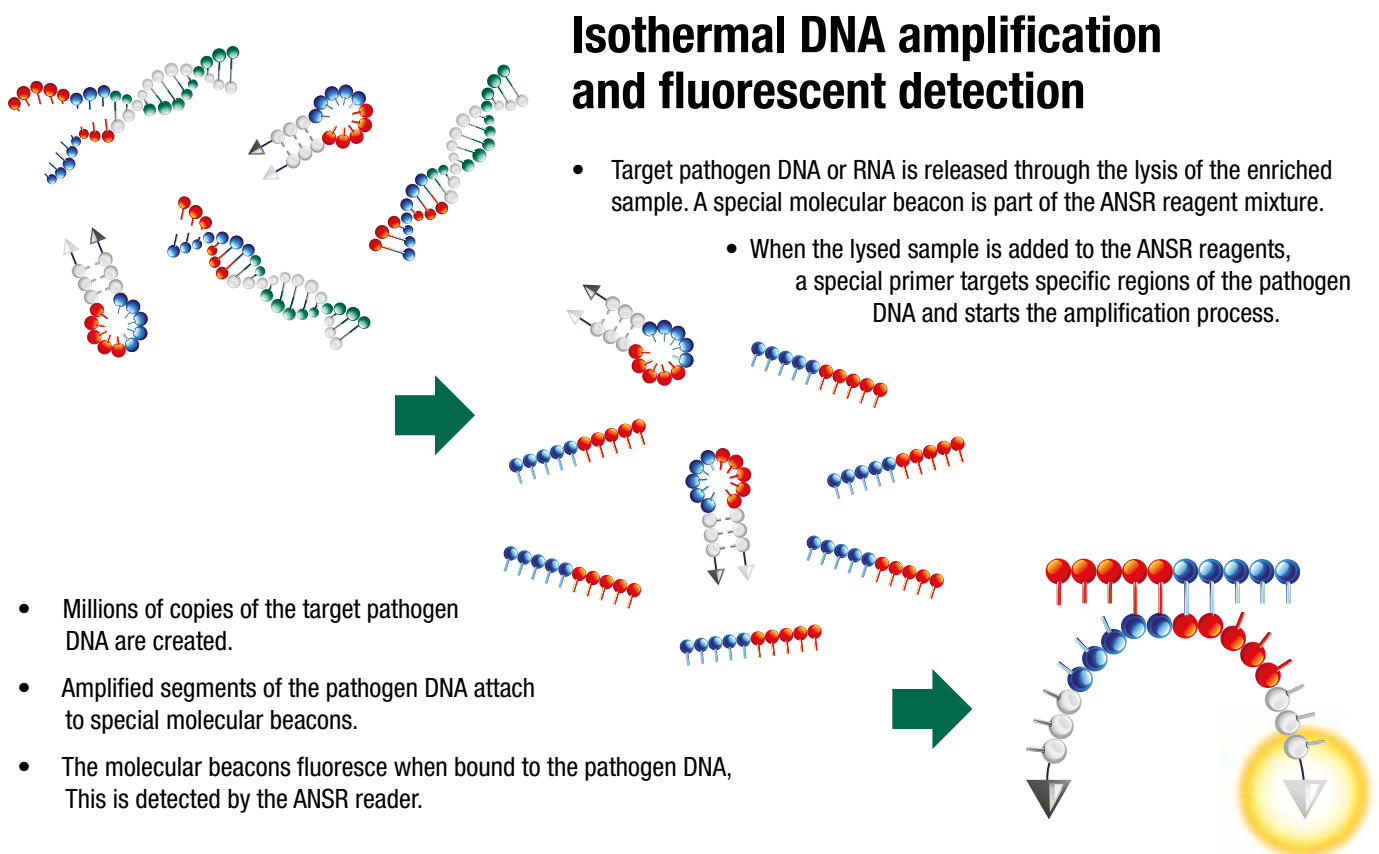 Isothermal DNA amplification
and fluorescent detection
• Target pathogen DNA or RNA is released through the lysis of the enriched
sample. A special molecular beacon is part of the ANSR reagent mixture.
• When the lysed sample is added to the ANSR reagents,
a special primer targets specific regions of the pathogen
DNA and starts the amplification process.
• Millions of copies of the target pathogen
DNA are created.
• Amplified segments of the pathogen DNA attach
to special molecular beacons.
• The molecular beacons fluoresce when bound to the pathogen DNA,
This is detected by the ANSR reader.